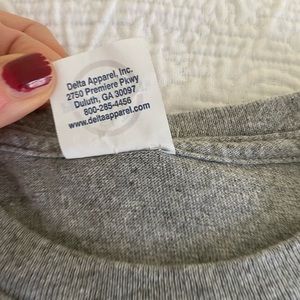 Delta Apparel, Inc.
2750 Premiere Pkwy
Duluth, GA 30097
800-285-4456
www.deltaapparel.com